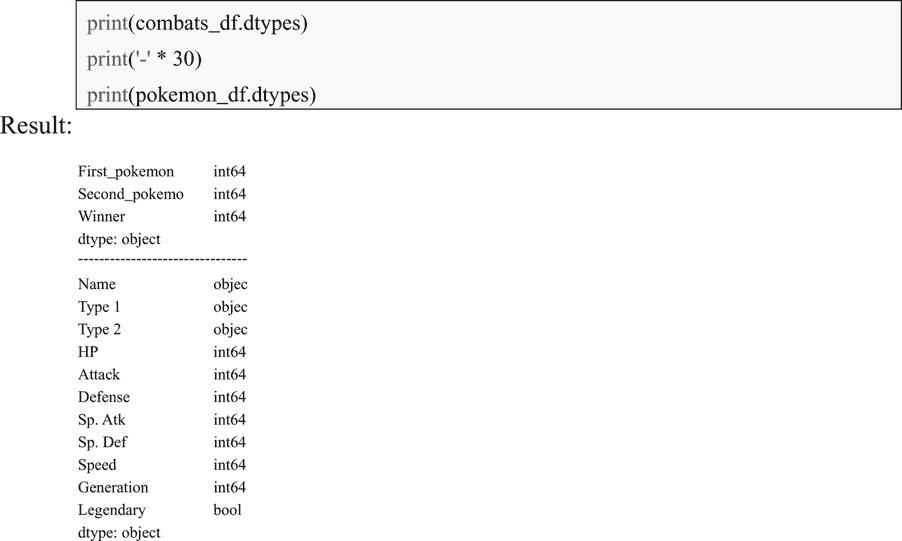 print(combats_df.dtypes)
print('-' * 30)
print(pokemon_df.dtypes)
Result:
First_pokemon int64
Second_pokemo int64
Winner int64
dtype: object
--------------------------------
Name objec
Type 1 objec
Type 2 objec
HP int64
Attack int64
Defense int64
Sp. Atk int64
Sp. Def int64
Speed int64
Generation int64
Legendary bool
dtype: object